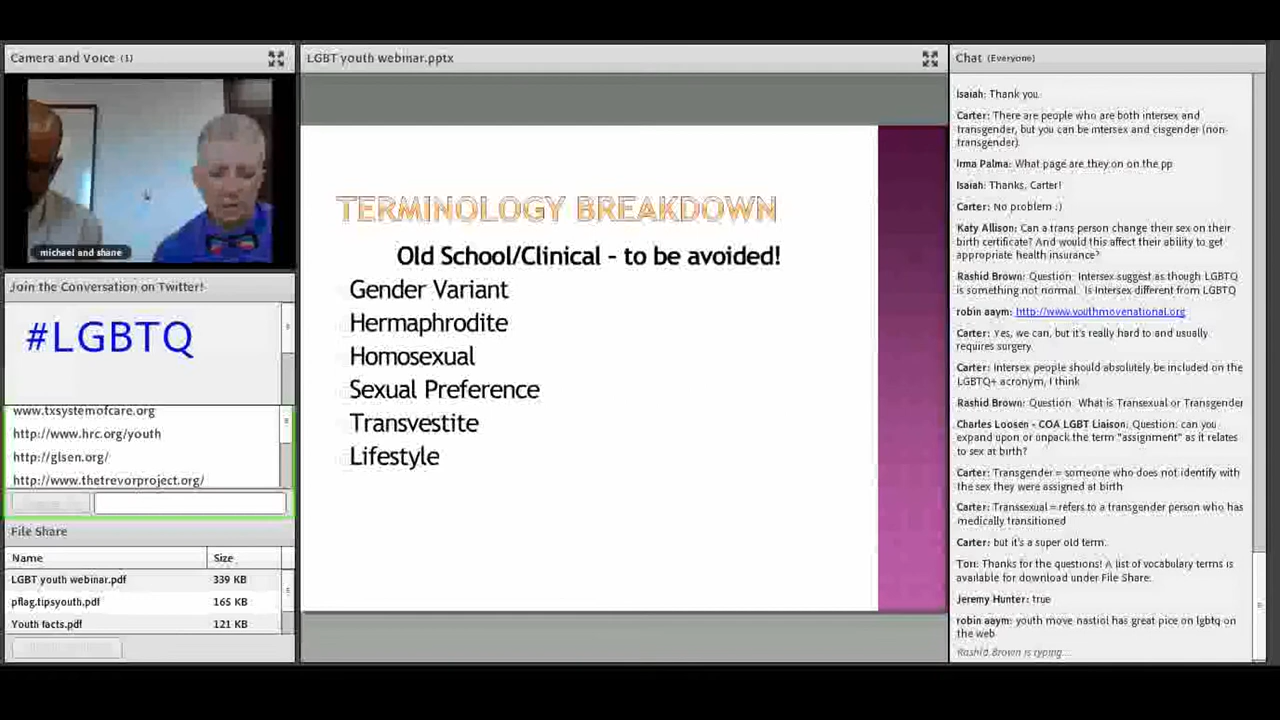 Camera and Voice (1)
michael and shane
Join the Conversation on Twitter!
#LGBTQ
www.txsystemofcare.org
http://www.hrc.org/youth
http://glsen.org/
http://www.thetrevorproject.org/
File Share
Name Size
LGBT youth webinar.pdf 339 KB
pflag.tipsyouth.pdf 165 KB
Youth facts.pdf 121 KB
LGBT youth webinar.pptx
TERMINOLOGY BREAKDOWN
Old School/Clinical - to be avoided!
Gender Variant
Hermaphrodite
Homosexual
Sexual Preference
Transvestite
Lifestyle
Chat (Everyone)
Isaiah: Thank you.
Carter: There are people who are both intersex and
transgender, but you can be intersex and cisgender (non-
transgender).
Irma Palma: What page are they on on the pp
Isaiah: Thanks, Carter!
Carter: No problem :)
Katy Allison: Can a trans person change their sex on their
birth certificate? And would this affect their ability to get
appropriate health insurance?
Rashid Brown: Question: Intersex suggest as though LGBTQ
is something not normal. Is Intersex different from LGBTQ
robin aaym: http://www.youthmovenational.org
Carter: Yes, we can, but it's really hard to and usually
requires surgery.
Carter: Intersex people should absolutely be included on the
LGBTQ+ acronym, I think
Rashid Brown: Question: What is Transexual or Transgender
Charles Loosen - COA LGBT Liaison: Question: can you
expand upon or unpack the term "assignment" as it relates
to sex at birth?
Carter: Transgender = someone who does not identify with
the sex they were assigned at birth
Carter: Transsexual = refers to a transgender person who has
medically transitioned
Carter: but it's a super old term.
Tori: Thanks for the questions! A list of vocabulary terms is
available for download under File Share.
Jeremy Hunter: true
robin aaym: youth move nastiol has great pice on lgbtq on
the web
Rashid Brown is typing...